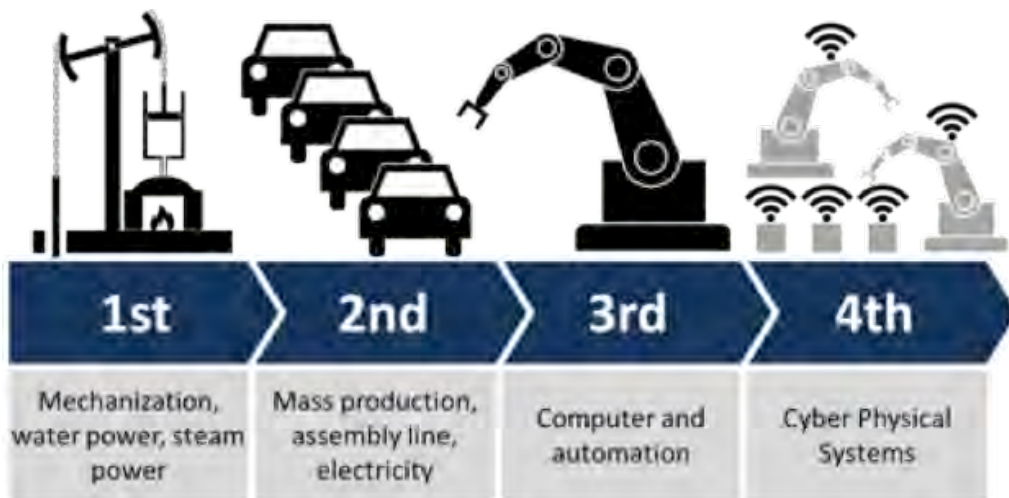 1st
2nd
3rd
4th
Mechanization,
water power, steam
power
Mass production,
assembly line,
electricity
Computer and
automation
Cyber Physical
Systems